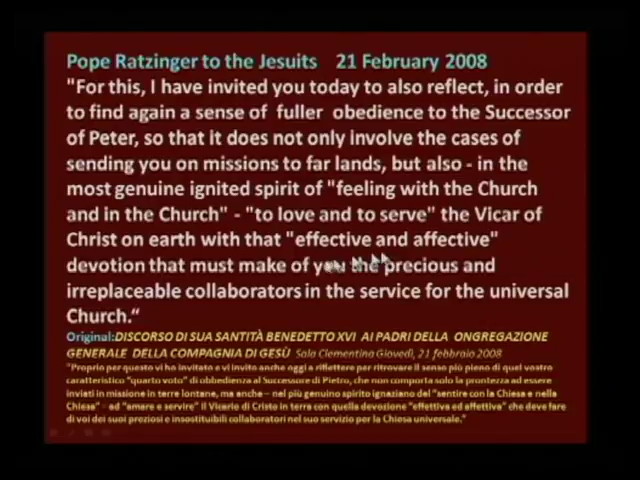 Pope Ratzinger to the Jesuits 21 February 2008
"For this, I have invited you today to also reflect, in order
to find again a sense of fuller obedience to the Successor
of Peter, so that it does not only involve the cases of
sending you on missions to far lands, but also - in the
most genuine ignited spirit of "feeling with the Church
and in the Church" - "to love and to serve" the Vicar of
Christ on earth with that "effective and affective"
devotion that must make of you the precious and
irreplaceable collaborators in the service for the universal
Church.“
Original:DISCORSO DI SUA SANTITÀ BENEDETTO XVI AI PADRI DELLA ONGREGAZIONE
GENERALE DELLA COMPAGNIA DI GESÙ Sala Clementina Giovedì, 21 febbraio 2008
"Proprio per questo vi ho invitato e vi invito anche oggi a riflettere per ritrovare il senso più pieno di quel vostro
caratteristico "quarto voto" di obbedienza al Successore di Pietro, che non comporta solo la prontezza ad essere
inviati in missione in terre lontane, ma anche – nel più genuino spirito ignaziano del "sentire con la Chiesa e nella
Chiesa" – ad "amare e servire" il Vicario di Cristo in terra con quella devozione "effettiva ed affettiva" che deve fare
di voi dei suoi preziosi e insostituibili collaboratori nel suo servizio per la Chiesa universale."